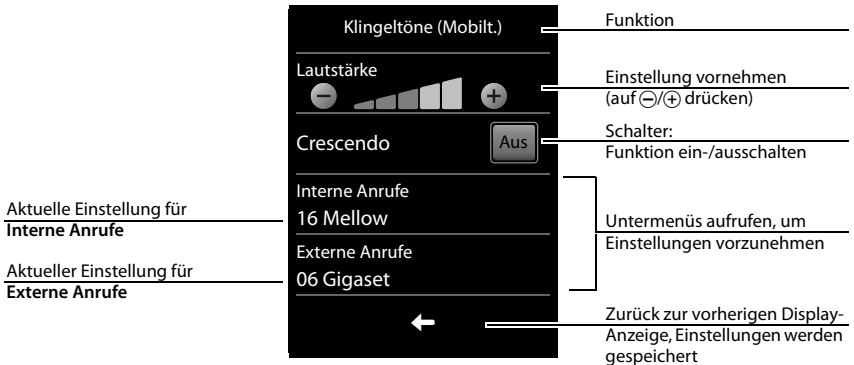 Klingeltöne (Mobilt.)
Lautstärke
Crescendo
Aus
Interne Anrufe
16 Mellow
Externe Anrufe
06 Gigaset
Aktuelle Einstellung für
Interne Anrufe
Aktueller Einstellung für
Externe Anrufe
Funktion
Einstellung vornehmen
(auf ⊖/⊕ drücken)
Schalter:
Funktion ein-/ausschalten
Untermenüs aufrufen, um
Einstellungen vorzunehmen
Zurück zur vorherigen Display-
Anzeige, Einstellungen werden
gespeichert